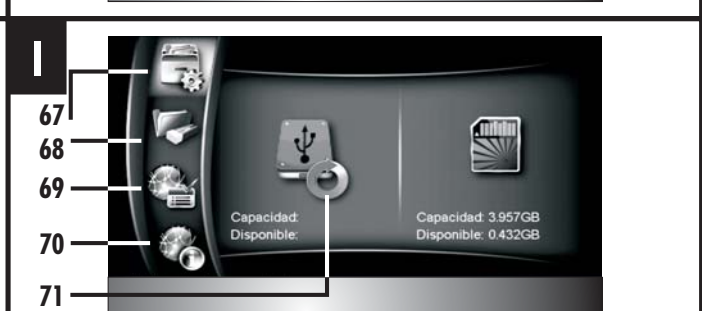 I
67
68
69
70
71
Capacidad:
Disponible:
Capacidad: 3.957GB
Disponible: 0.432GB